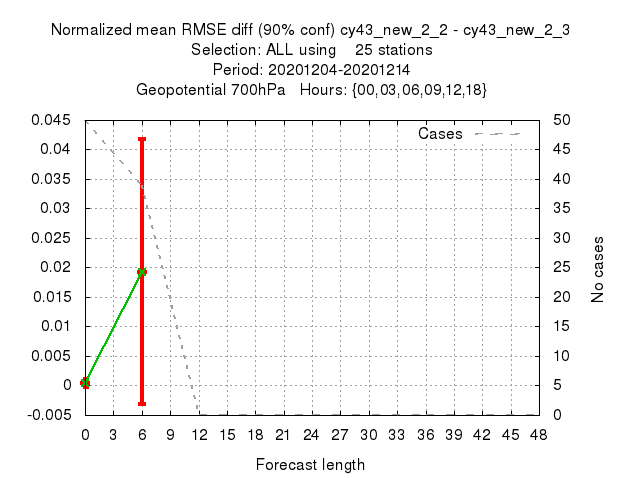 Normalized mean RMSE diff (90% conf) cy43_new_2_2 - cy43_new_2_3
Selection: ALL using    25 stations
Period: 20201204-20201214
Geopotential 700hPa   Hours: {00,03,06,09,12,18}
Cases
0.045
0.04
0.035
0.03
0.025
0.02
0.015
0.01
0.005
0
-0.005
50
45
40
35
30
25
20
15
10
5
0
No cases
0 3 6 9 12 15 18 21 24 27 30 33 36 39 42 45 48
Forecast length